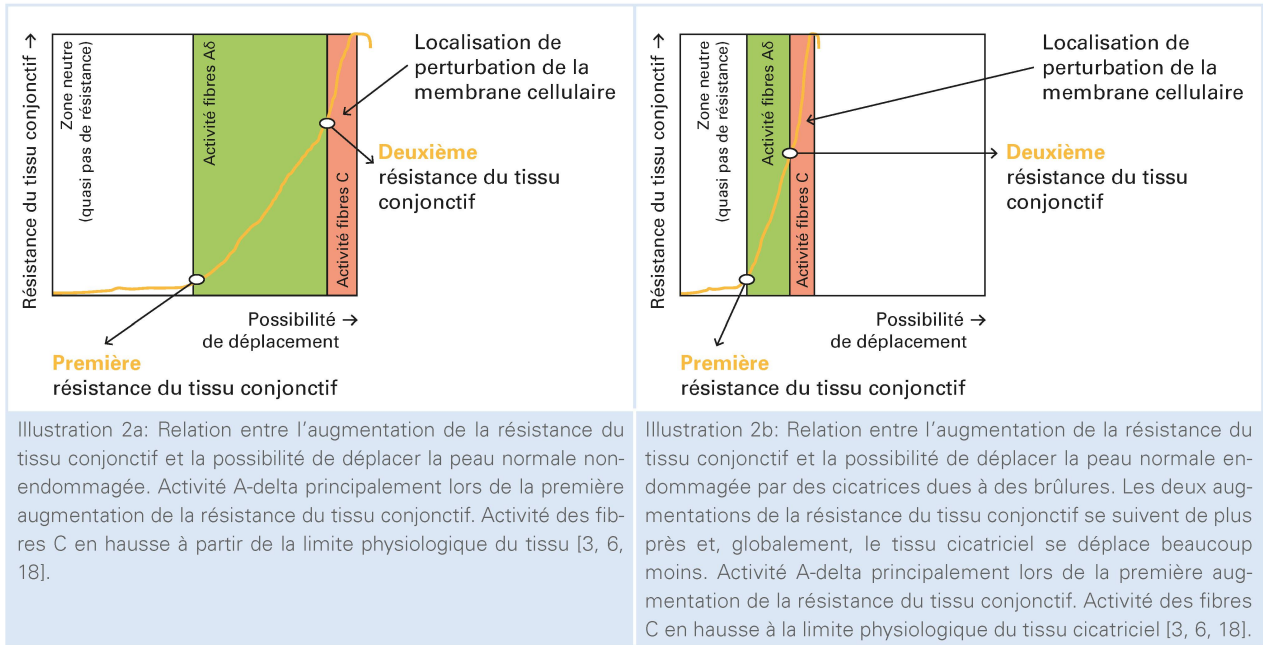 Résistance du tissu conjonctif →
Zone neutre
(quasi pas de résistance)
Activité fibres Aδ
Activité fibres C
Localisation de
perturbation de la
membrane cellulaire
Deuxième
résistance du tissu
conjonctif
Possibilité →
de déplacement
Première
résistance du tissu conjonctif
Illustration 2a: Relation entre l'augmentation de la résistance du
tissu conjonctif et la possibilité de déplacer la peau normale non-
endommagée. Activité A-delta principalement lors de la première
augmentation de la résistance du tissu conjonctif. Activité des fib-
res C en hausse à partir de la limite physiologique du tissu [3, 6,
18].
Résistance du tissu conjonctif →
Zone neutre
(quasi pas de résistance)
Activité fibres Aδ
Activité fibres C
Localisation de
perturbation de la
membrane cellulaire
Deuxième
résistance du tissu
conjonctif
Possibilité →
de déplacement
Première
résistance du tissu conjonctif
Illustration 2b: Relation entre l'augmentation de la résistance du
tissu conjonctif et la possibilité de déplacer la peau normale en-
dommagée par des cicatrices dues à des brûlures. Les deux aug-
mentations de la résistance du tissu conjonctif se suivent de plus
près et, globalement, le tissu cicatriciel se déplace beaucoup
moins. Activité A-delta principalement lors de la première aug-
mentation de la résistance du tissu conjonctif. Activité des fibres
C en hausse à la limite physiologique du tissu cicatriciel [3, 6, 18].